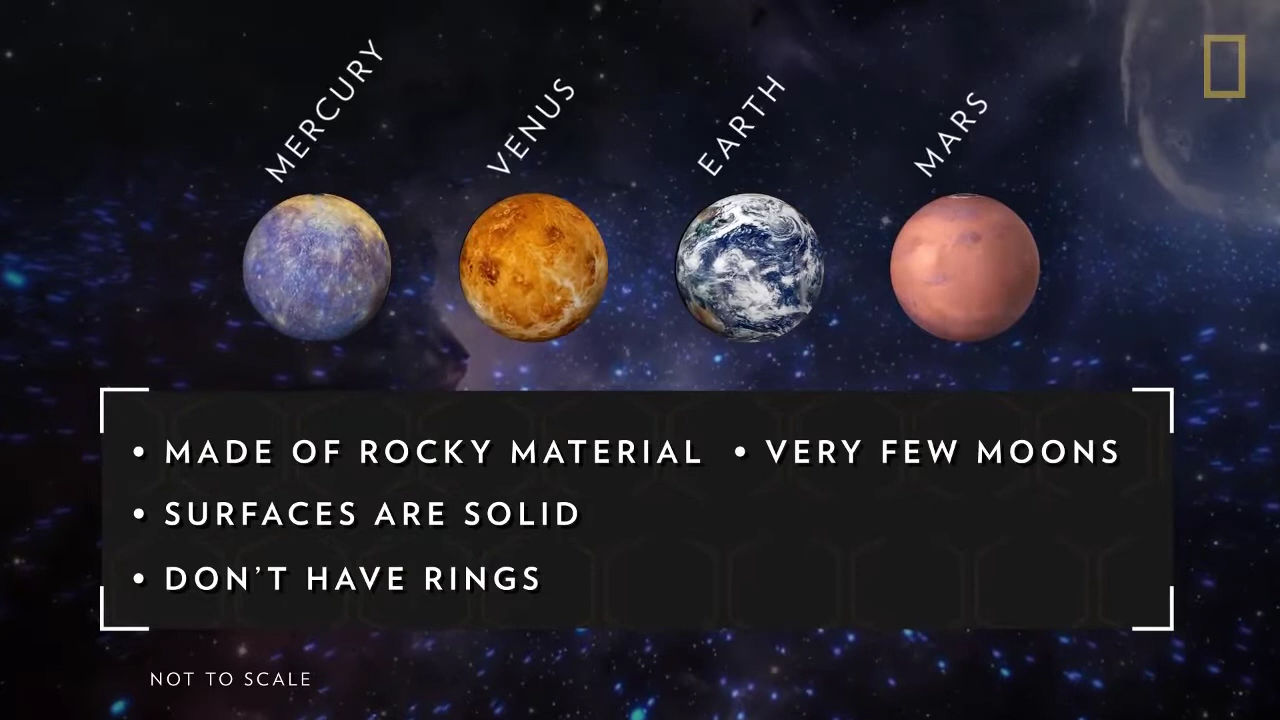 MERCURY
VENUS
EARTH
MARS
• MADE OF ROCKY MATERIAL • VERY FEW MOONS
• SURFACES ARE SOLID
• DON'T HAVE RINGS
NOT TO SCALE